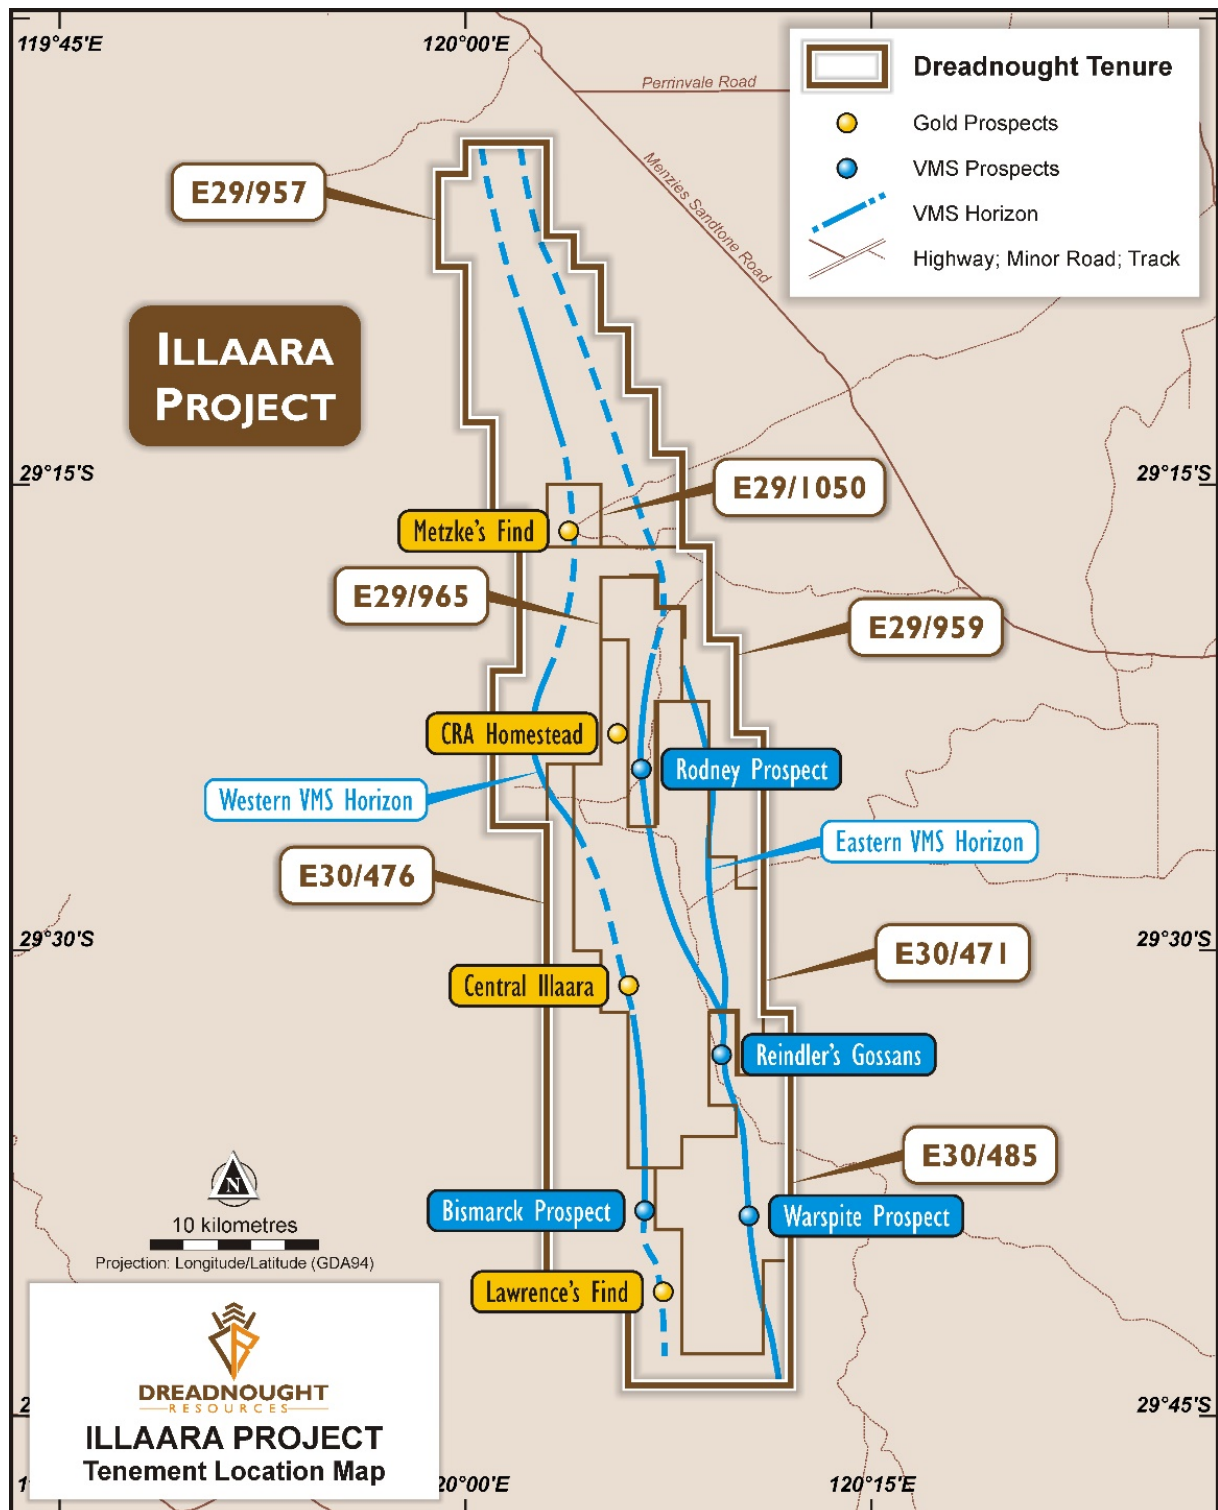 119°45'E
120°00'E
Dreadnought Tenure
Gold Prospects
VMS Prospects
VMS Horizon
Highway; Minor Road; Track
Perrinvale Road
Menzies Sandtone Road
E29/957
ILLAARA
PROJECT
29°15'S
29°15'S
E29/1050
Metzke's Find
E29/965
E29/959
CRA Homestead
Rodney Prospect
Western VMS Horizon
Eastern VMS Horizon
E30/476
29°30'S
29°30'S
E30/471
Central Illaara
Reindler's Gossans
E30/485
N
Bismarck Prospect
Warspite Prospect
10 kilometres
Projection: Longitude/Latitude (GDA94)
Lawrence's Find
DREADNOUGHT
RESOURCES
ILLAARA PROJECT
Tenement Location Map
29°45'S
20°00'E
120°15'E